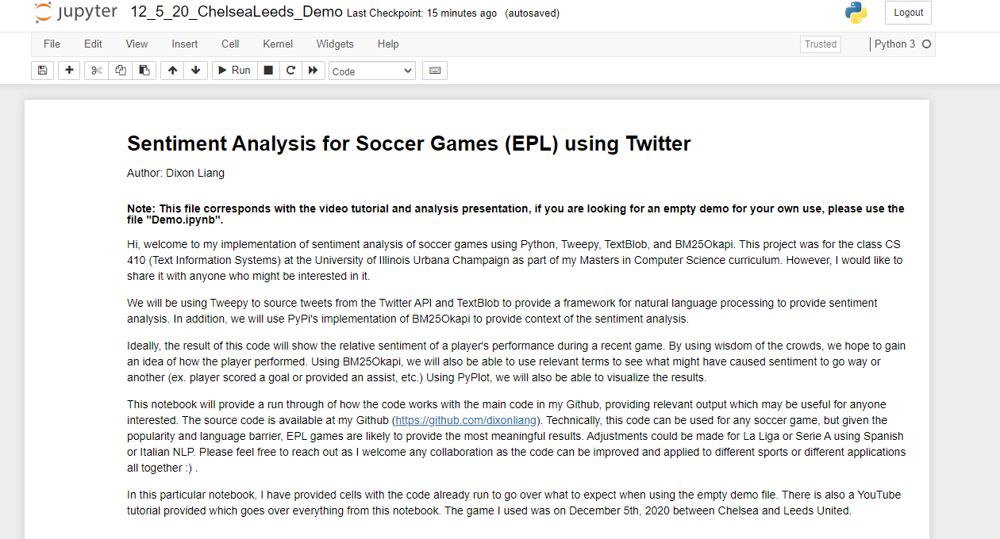 jupyter 12_5_20_ChelseaLeeds_Demo Last Checkpoint: 15 minutes ago (autosaved) Logout
File Edit View Insert Cell Kernel Widgets Help Trusted Python 3
Run Code
Sentiment Analysis for Soccer Games (EPL) using Twitter
Author: Dixon Liang
Note: This file corresponds with the video tutorial and analysis presentation, if you are looking for an empty demo for your own use, please use the
file "Demo.ipynb".
Hi, welcome to my implementation of sentiment analysis of soccer games using Python, Tweepy, TextBlob, and BM25Okapi. This project was for the class CS
410 (Text Information Systems) at the University of Illinois Urbana Champaign as part of my Masters in Computer Science curriculum. However, I would like to
share it with anyone who might be interested in it.
We will be using Tweepy to source tweets from the Twitter API and TextBlob to provide a framework for natural language processing to provide sentiment
analysis. In addition, we will use PyPi's implementation of BM25Okapi to provide context of the sentiment analysis.
Ideally, the result of this code will show the relative sentiment of a player's performance during a recent game. By using wisdom of the crowds, we hope to gain
an idea of how the player performed. Using BM25Okapi, we will also be able to use relevant terms to see what might have caused sentiment to go way or
another (ex. player scored a goal or provided an assist, etc.) Using PyPlot, we will also be able to visualize the results.
This notebook will provide a run through of how the code works with the main code in my Github, providing relevant output which may be useful for anyone
interested. The source code is available at my Github (https://github.com/dixonliang). Technically, this code can be used for any soccer game, but given the
popularity and language barrier, EPL games are likely to provide the most meaningful results. Adjustments could be made for La Liga or Serie A using Spanish
or Italian NLP. Please feel free to reach out as I welcome any collaboration as the code can be improved and applied to different sports or different applications
all together :) .
In this particular notebook, I have provided cells with the code already run to go over what to expect when using the empty demo file. There is also a YouTube
tutorial provided which goes over everything from this notebook. The game I used was on December 5th, 2020 between Chelsea and Leeds United.